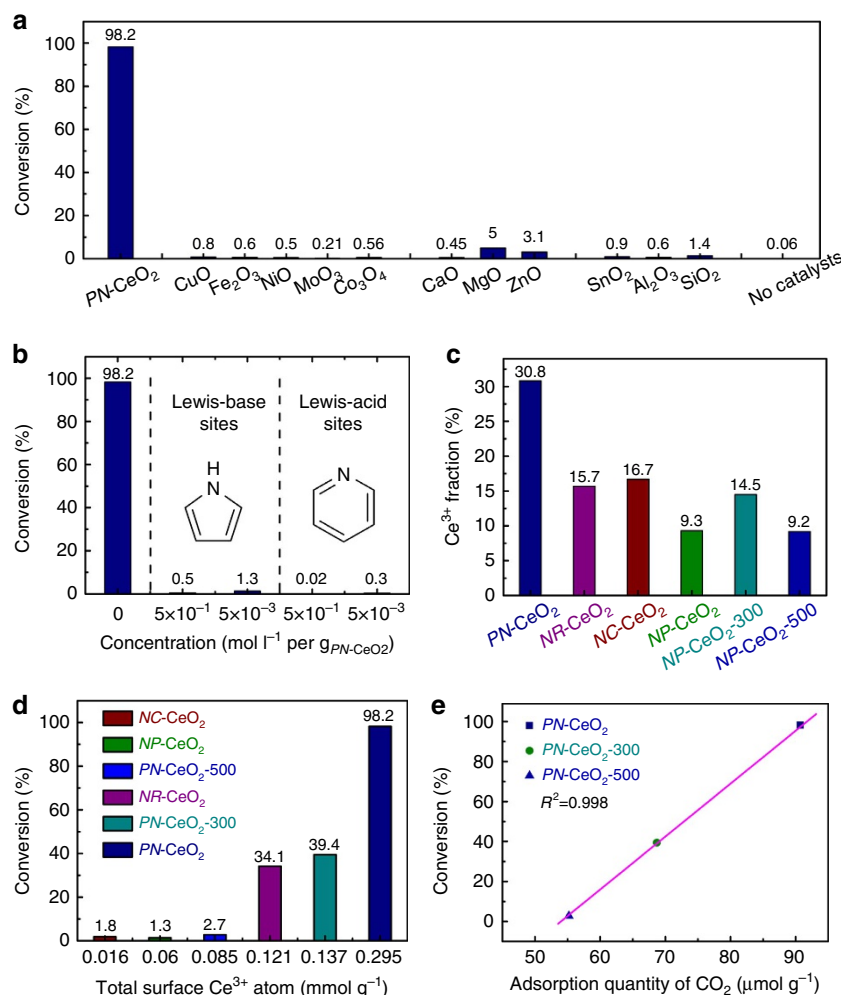 a
Conversion (%)
100
80
60
40
20
0
98.2
0.8
0.6
0.5
0.21
0.56
0.45
5
3.1
0.9
0.6
1.4
0.06
PN-CeO₂
CuO
Fe₂O₃
NiO
MoO₃
Co₃O₄
CaO
MgO
ZnO
SnO₂
Al₂O₃
SiO₂
No catalysts
b
Conversion (%)
100
80
60
40
20
0
98.2
Lewis-base
sites
H
N
Lewis-acid
sites
N
0.5
1.3
0.02
0.3
0
5×10⁻¹
5×10⁻³
5×10⁻¹
5×10⁻³
Concentration (mol l⁻¹ per g_PN-CeO2)
c
Ce³⁺ fraction (%)
30
25
20
15
10
5
0
30.8
15.7
16.7
9.3
14.5
9.2
PN-CeO₂
NR-CeO₂
NC-CeO₂
NP-CeO₂
NP-CeO₂-300
NP-CeO₂-500
d
Conversion (%)
100
80
60
40
20
0
NC-CeO₂
NP-CeO₂
PN-CeO₂-500
NR-CeO₂
PN-CeO₂-300
PN-CeO₂
1.8
1.3
2.7
34.1
39.4
98.2
0.016
0.06
0.085
0.121
0.137
0.295
Total surface Ce³⁺ atom (mmol g⁻¹)
e
Conversion (%)
100
80
60
40
20
0
PN-CeO₂
PN-CeO₂-300
PN-CeO₂-500
R²=0.998
50
60
70
80
90
Adsorption quantity of CO₂ (μmol g⁻¹)